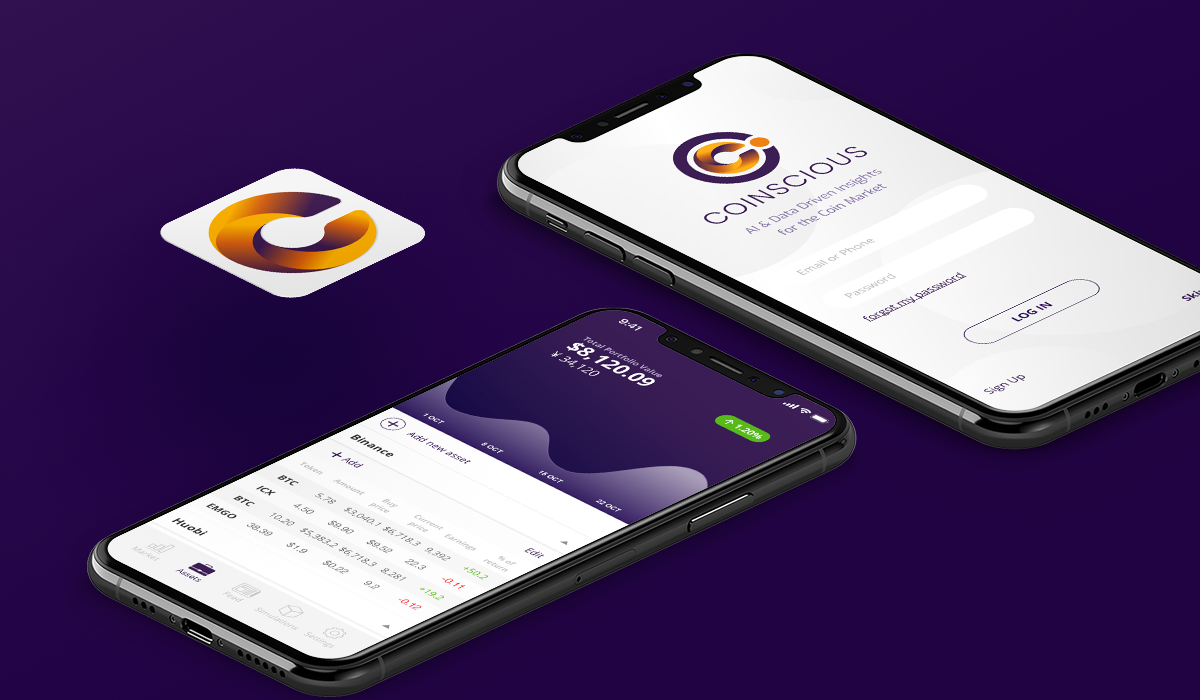 COINSCIOUS
AI & Data Driven Insights
for the Coin Market
Email or Phone
Password
forgot my password
LOG IN
Sign Up
9:41
Total Portfolio Value
$8,120.09
¥ 34,120
1.20%
1 OCT
8 OCT
15 OCT
22 OCT
Add new asset
Binance
Edit
Add
Token Amount Buy price Current price Earnings % of return
BTC 5.78 $3,040.1 $6,718.3 9,392 +50.2
ICX 4.50 $9.90 $9.52 22.3 -0.11
BTC 10.20 $5,383.2 $6,718.3 8,281 +19.2
EMGO 38.39 $1.9 $0.22 9.2 -0.12
Huobi
Market
Assets
Feed
Simulations
Settings